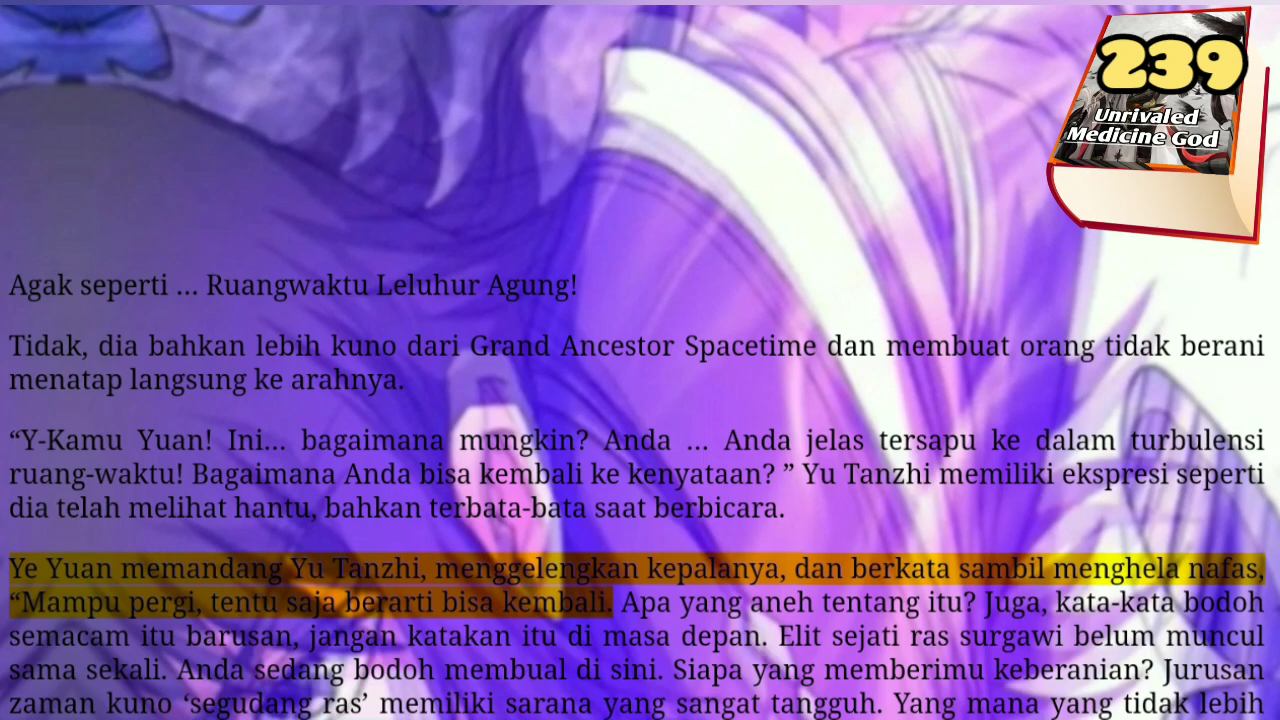 239
Unrivaled
Medicine God
Agak seperti … Ruangwaktu Leluhur Agung!
Tidak, dia bahkan lebih kuno dari Grand Ancestor Spacetime dan membuat orang tidak berani
menatap langsung ke arahnya.
“Y-Kamu Yuan! Ini… bagaimana mungkin? Anda … Anda jelas tersapu ke dalam turbulensi
ruang-waktu! Bagaimana Anda bisa kembali ke kenyataan? ” Yu Tanzhi memiliki ekspresi seperti
dia telah melihat hantu, bahkan terbata-bata saat berbicara.
Ye Yuan memandang Yu Tanzhi, menggelengkan kepalanya, dan berkata sambil menghela nafas,
“Mampu pergi, tentu saja berarti bisa kembali. Apa yang aneh tentang itu? Juga, kata-kata bodoh
semacam itu barusan, jangan katakan itu di masa depan. Elit sejati ras surgawi belum muncul
sama sekali. Anda sedang bodoh membual di sini. Siapa yang memberimu keberanian? Jurusan
zaman kuno ‘segudang ras’ memiliki sarana yang sangat tangguh. Yang mana yang tidak lebih